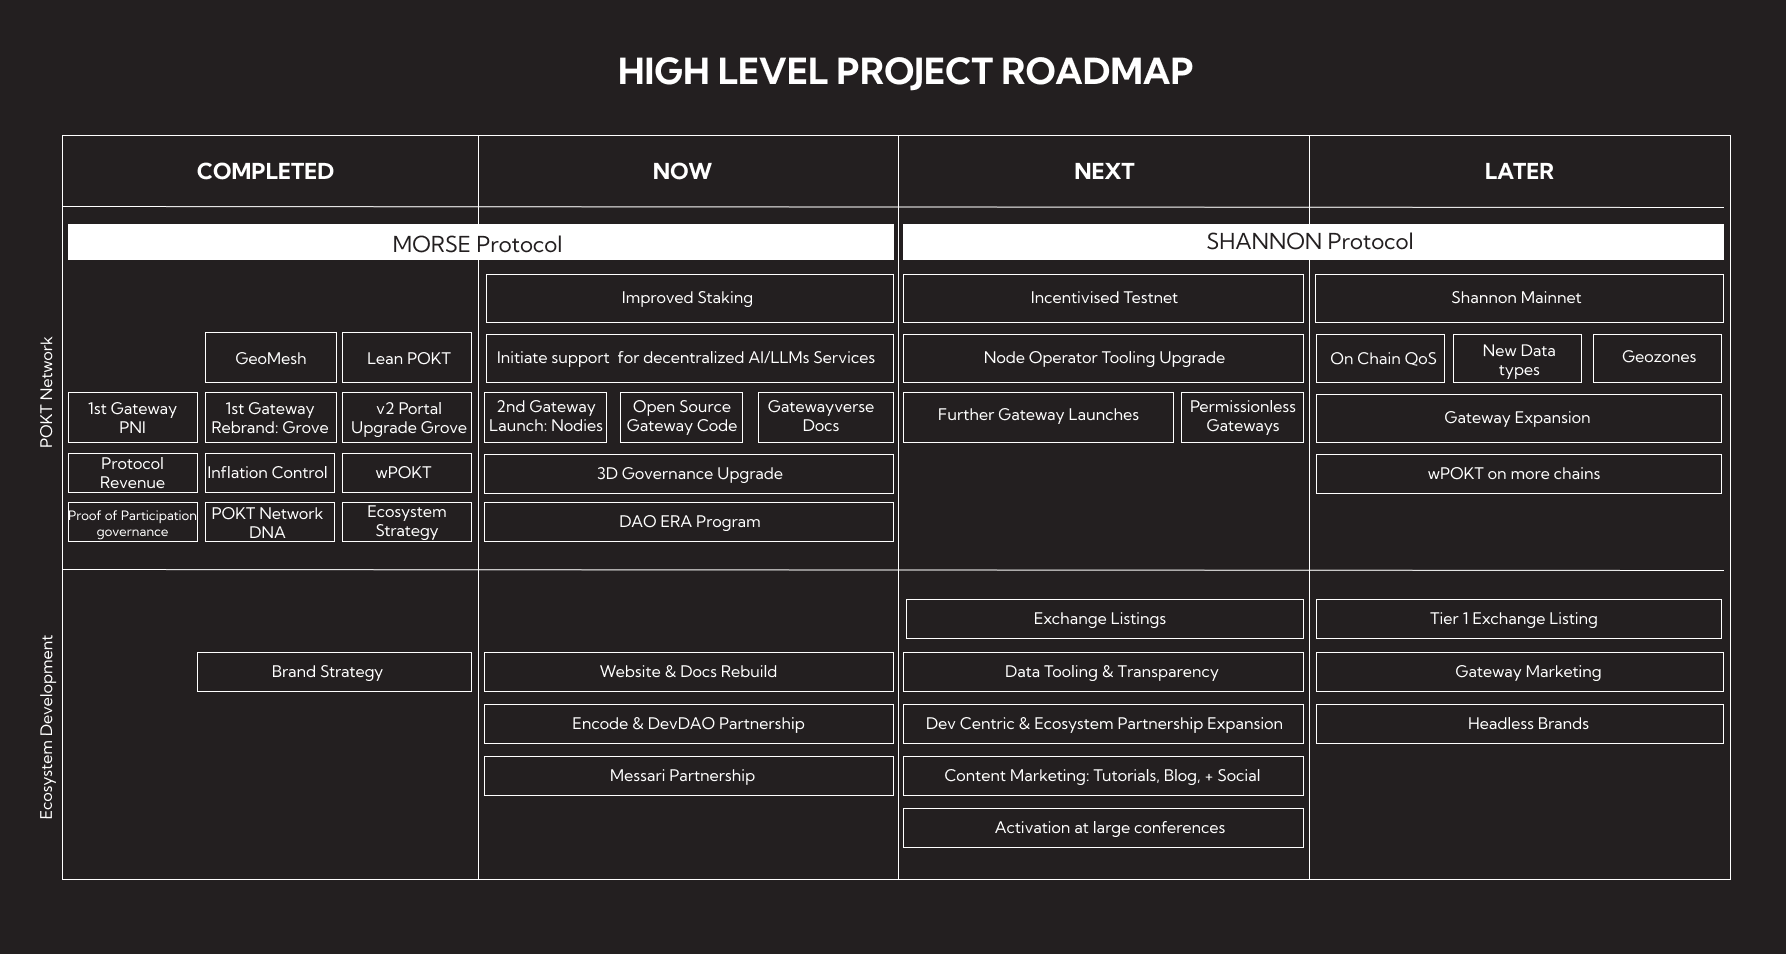 HIGH LEVEL PROJECT ROADMAP
COMPLETED
NOW
NEXT
LATER
MORSE Protocol
SHANNON Protocol
POKT Network
Improved Staking
Incentivised Testnet
Shannon Mainnet
GeoMesh
Lean POKT
Initiate support for decentralized AI/LLMs Services
Node Operator Tooling Upgrade
On Chain QoS
New Data
types
Geozones
1st Gateway
PNI
1st Gateway
Rebrand: Grove
v2 Portal
Upgrade Grove
2nd Gateway
Launch: Nodies
Open Source
Gateway Code
Gatewayverse
Docs
Further Gateway Launches
Permissionless
Gateways
Gateway Expansion
Protocol
Revenue
Inflation Control
wPOKT
3D Governance Upgrade
wPOKT on more chains
Proof of Participation
governance
POKT Network
DNA
Ecosystem
Strategy
DAO ERA Program
Ecosystem Development
Exchange Listings
Tier 1 Exchange Listing
Brand Strategy
Website & Docs Rebuild
Data Tooling & Transparency
Gateway Marketing
Encode & DevDAO Partnership
Dev Centric & Ecosystem Partnership Expansion
Headless Brands
Messari Partnership
Content Marketing: Tutorials, Blog, + Social
Activation at large conferences